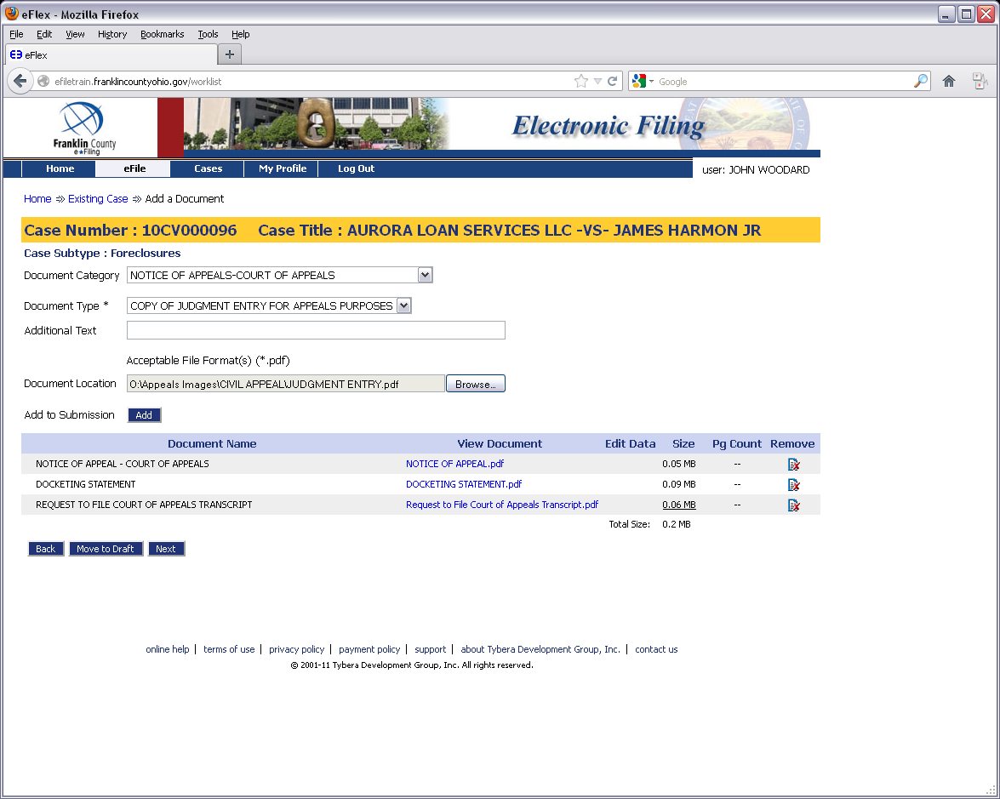 eFlex - Mozilla Firefox
File Edit View History Bookmarks Tools Help
eFlex
efiletrain.franklincountyohio.gov/worklist
Google
Franklin County
e★Filing
Electronic Filing
Home eFile Cases My Profile Log Out
user: JOHN WOODARD
Home Existing Case Add a Document
Case Number : 10CV000096 Case Title : AURORA LOAN SERVICES LLC -VS- JAMES HARMON JR
Case Subtype : Foreclosures
Document Category NOTICE OF APPEALS-COURT OF APPEALS
Document Type * COPY OF JUDGMENT ENTRY FOR APPEALS PURPOSES
Additional Text
Acceptable File Format(s) (*.pdf)
Document Location O:\Appeals Images\CIVIL APPEAL\JUDGMENT ENTRY.pdf Browse...
Add to Submission Add
Document Name View Document Edit Data Size Pg Count Remove
NOTICE OF APPEAL - COURT OF APPEALS NOTICE OF APPEAL.pdf 0.05 MB --
DOCKETING STATEMENT DOCKETING STATEMENT.pdf 0.09 MB --
REQUEST TO FILE COURT OF APPEALS TRANSCRIPT Request to File Court of Appeals Transcript.pdf 0.06 MB --
Total Size: 0.2 MB
Back Move to Draft Next
online help | terms of use | privacy policy | payment policy | support | about Tybera Development Group, Inc. | contact us
© 2001-11 Tybera Development Group, Inc. All rights reserved.